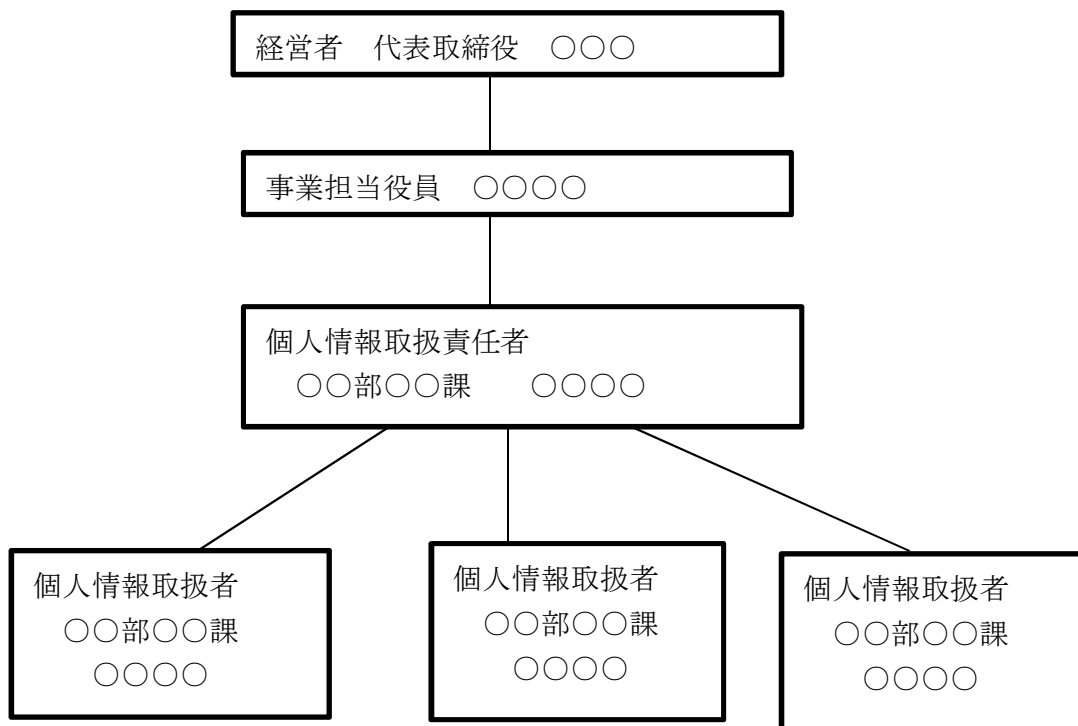 経営者　代表取締役　○○○
事業担当役員　○○○○
個人情報取扱責任者
○○部○○課　　○○○○
個人情報取扱者
○○部○○課
○○○○
個人情報取扱者
○○部○○課
○○○○
個人情報取扱者
○○部○○課
○○○○